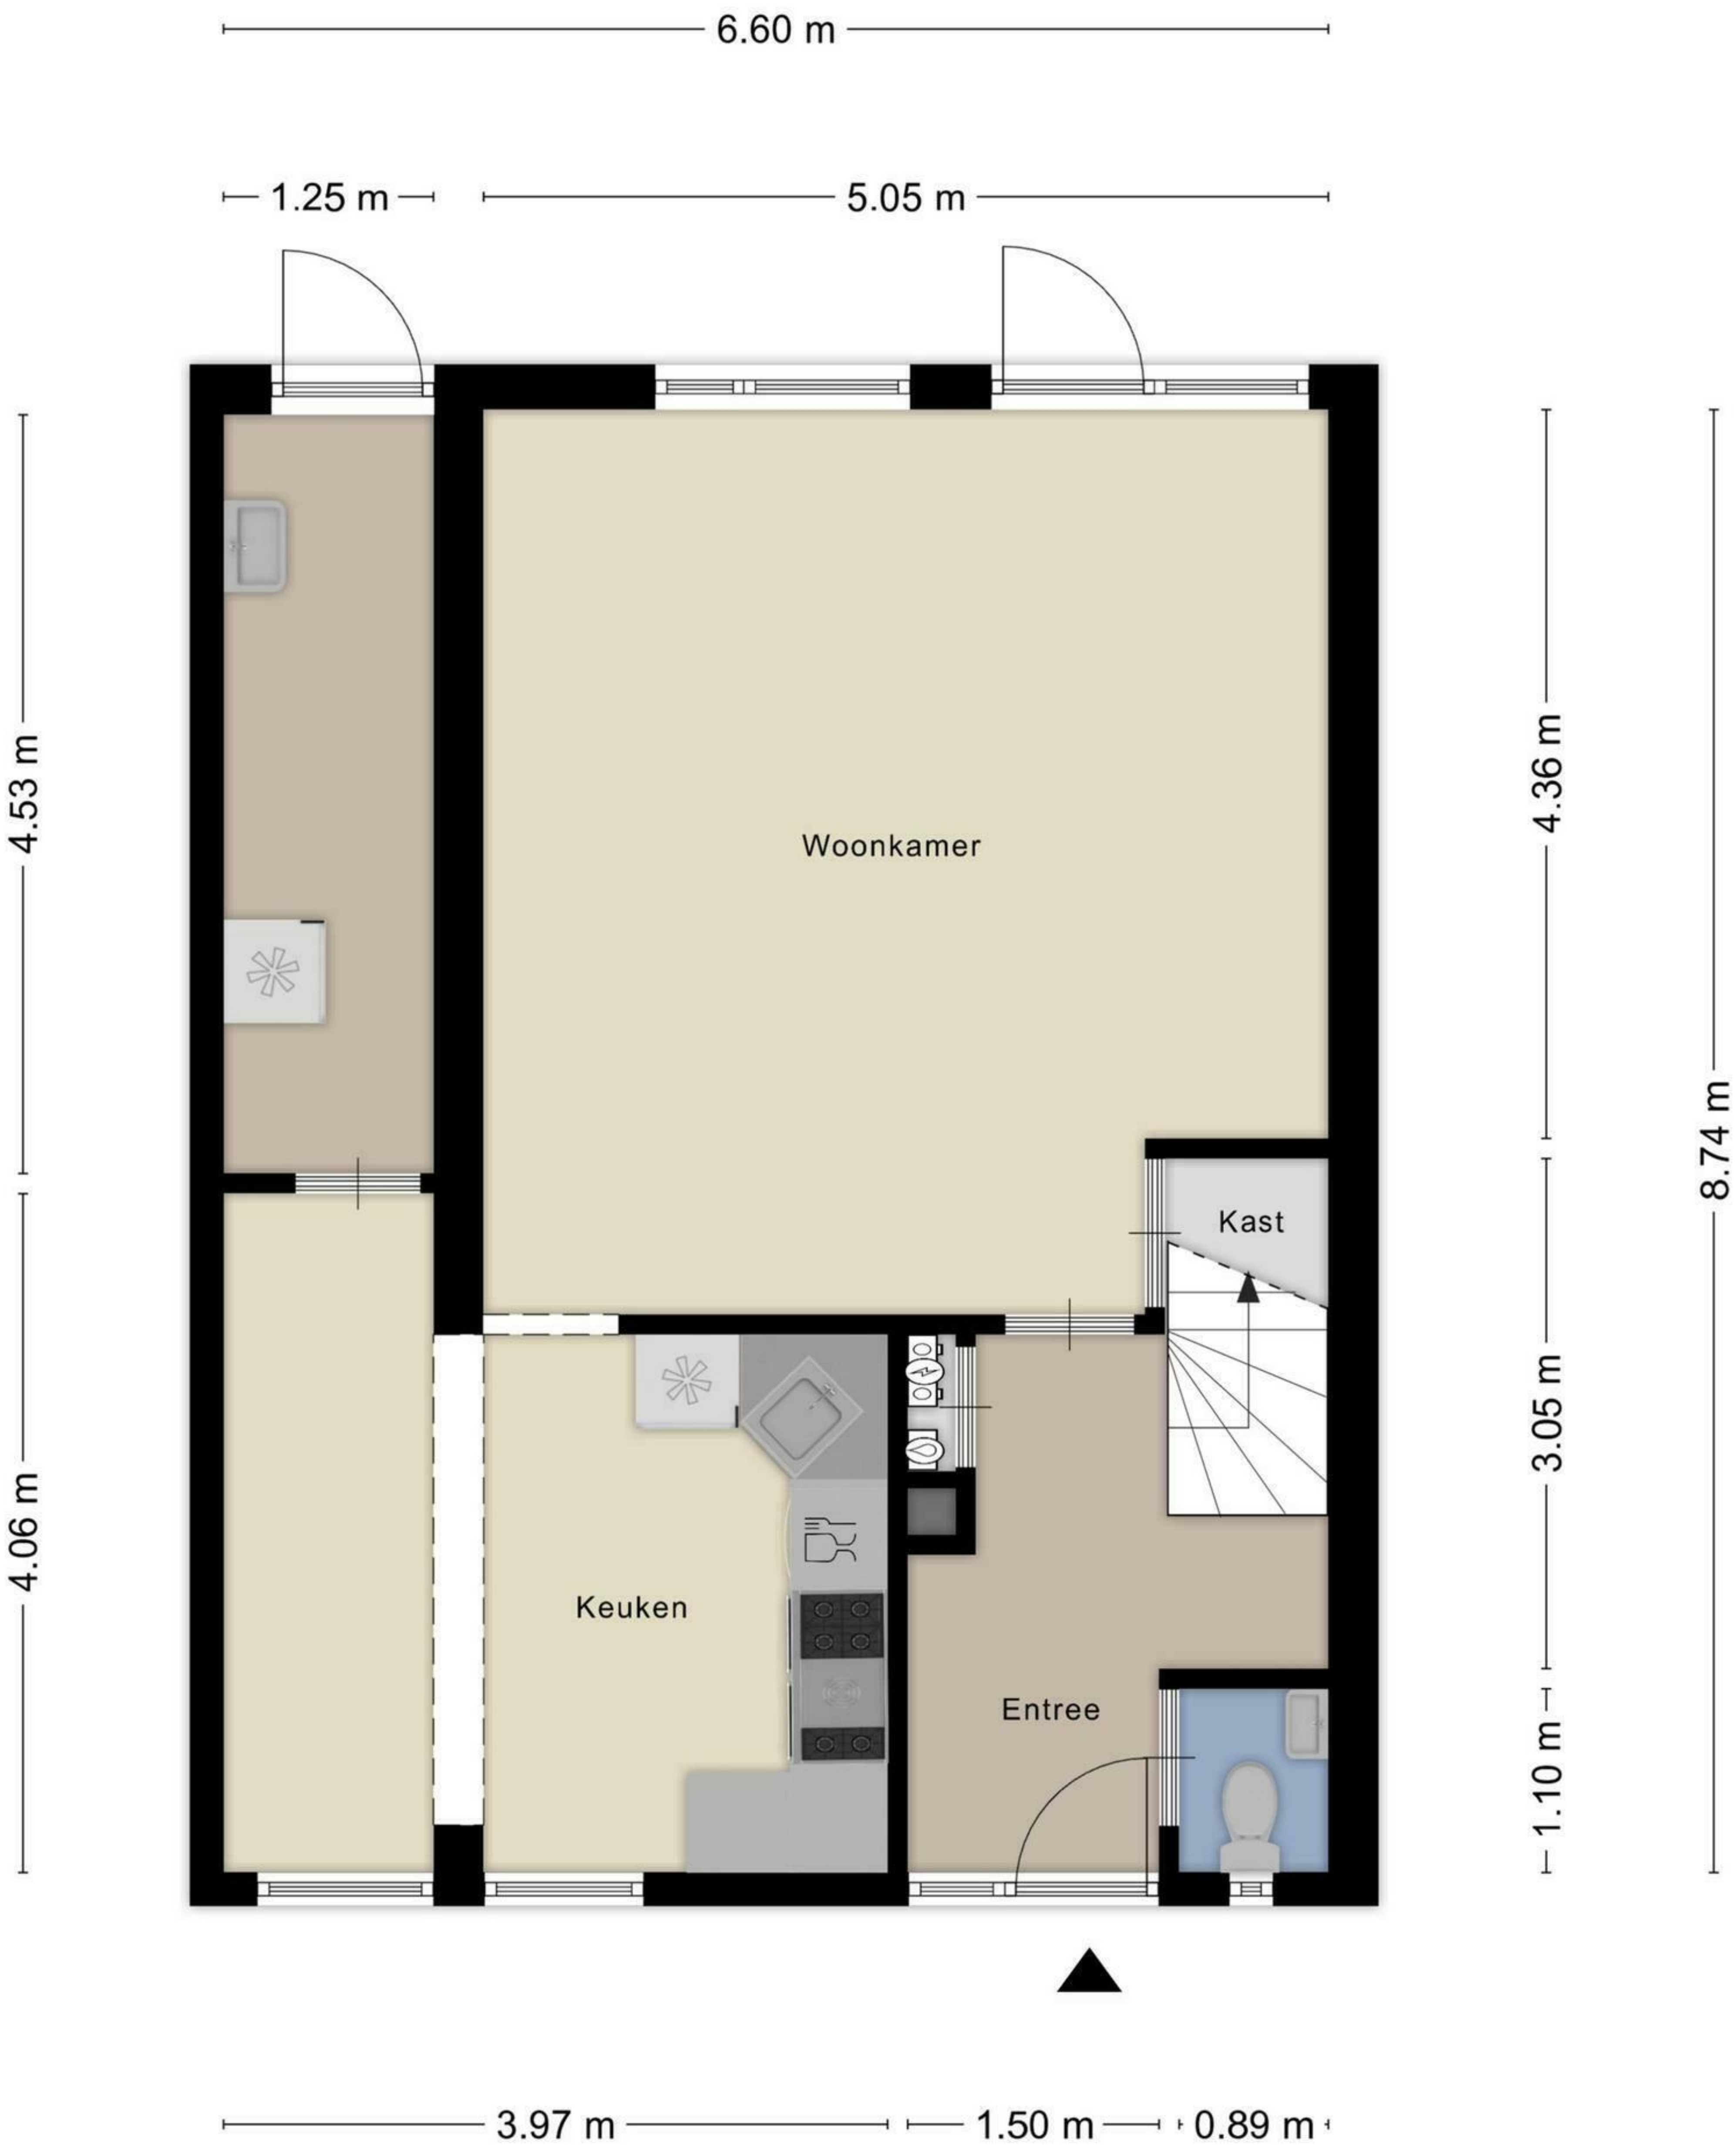 6.60 m
1.25 m
5.05 m
4.53 m
4.36 m
Woonkamer
8.74 m
Kast
3.05 m
4.06 m
Keuken
Entree
1.10 m
3.97 m
1.50 m
0.89 m